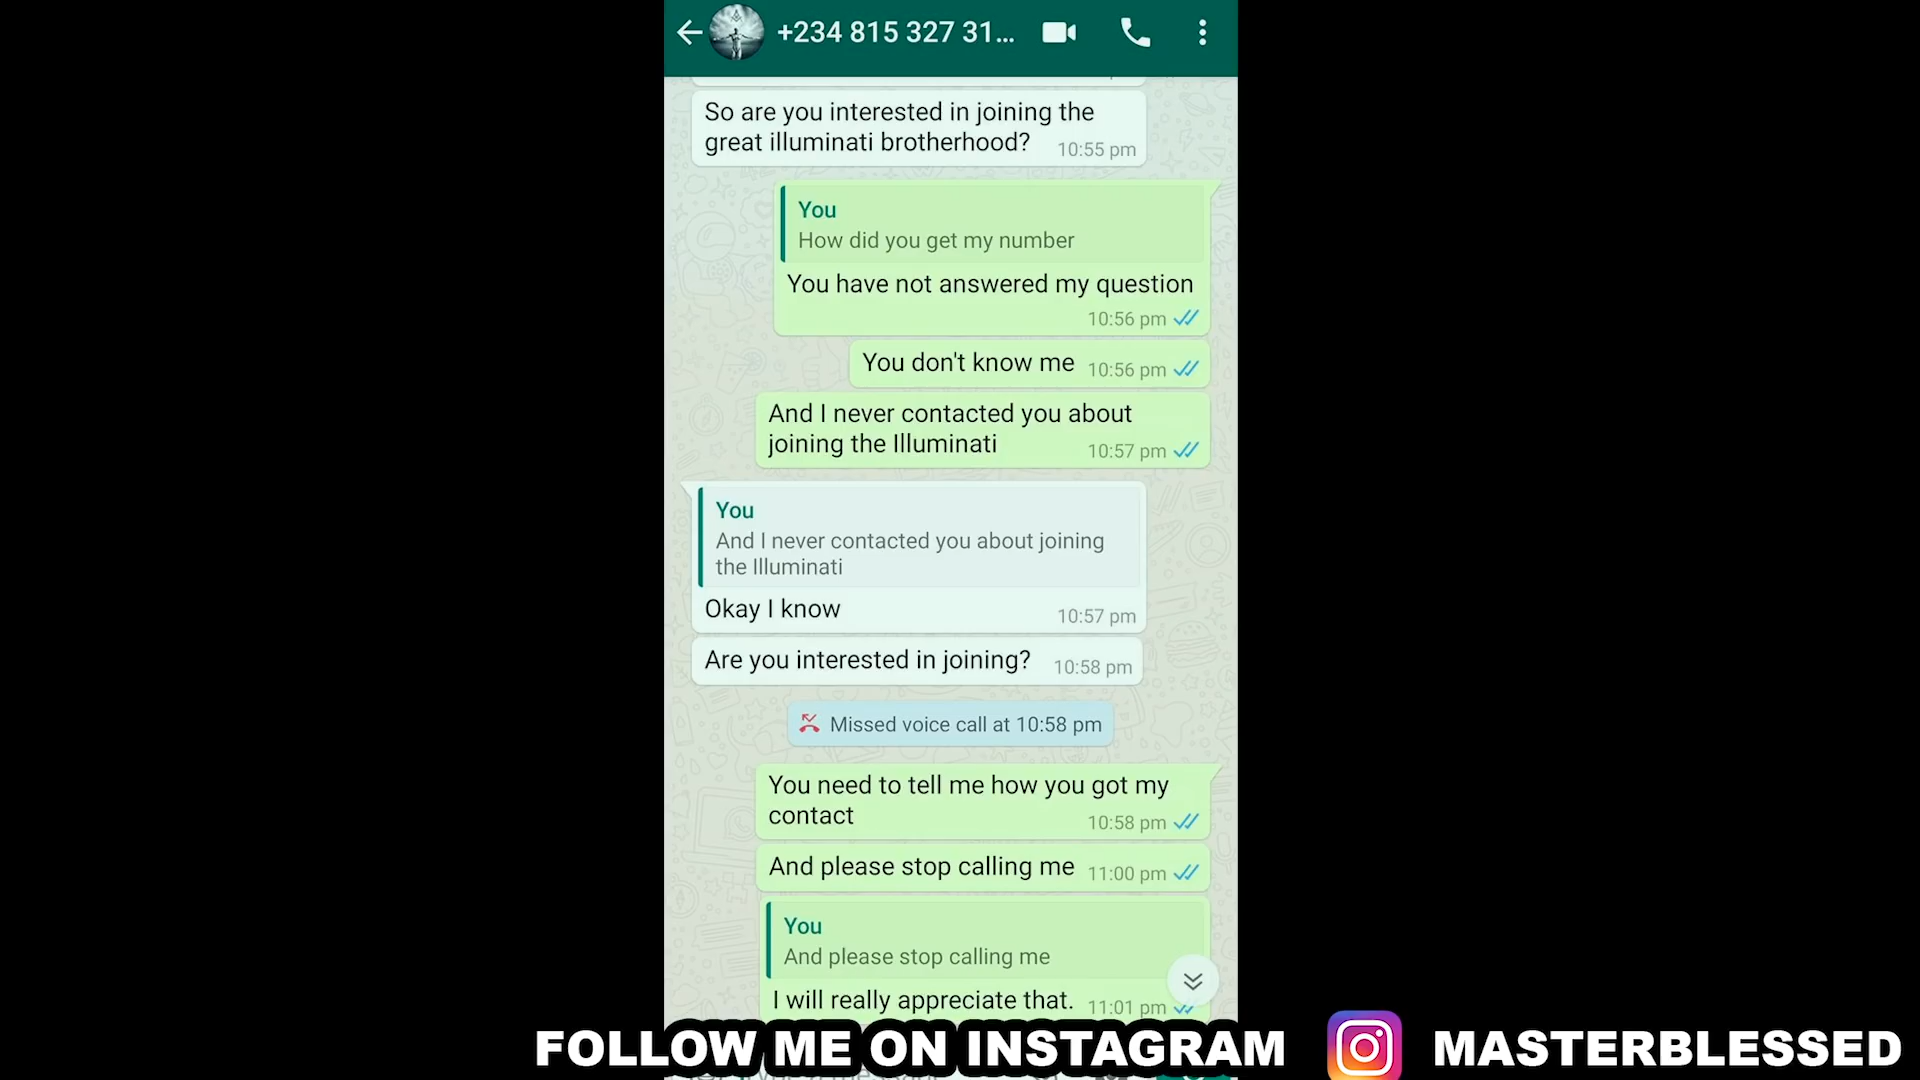 +234 815 327 31...
So are you interested in joining the
great illuminati brotherhood?
10:55 pm
You
How did you get my number
You have not answered my question
10:56 pm
You don't know me
10:56 pm
And I never contacted you about
joining the Illuminati
10:57 pm
You
And I never contacted you about joining
the Illuminati
Okay I know
10:57 pm
Are you interested in joining?
10:58 pm
Missed voice call at 10:58 pm
You need to tell me how you got my
contact
10:58 pm
And please stop calling me
11:00 pm
You
And please stop calling me
I will really appreciate that.
11:01 pm
FOLLOW ME ON INSTAGRAM
MASTERBLESSED